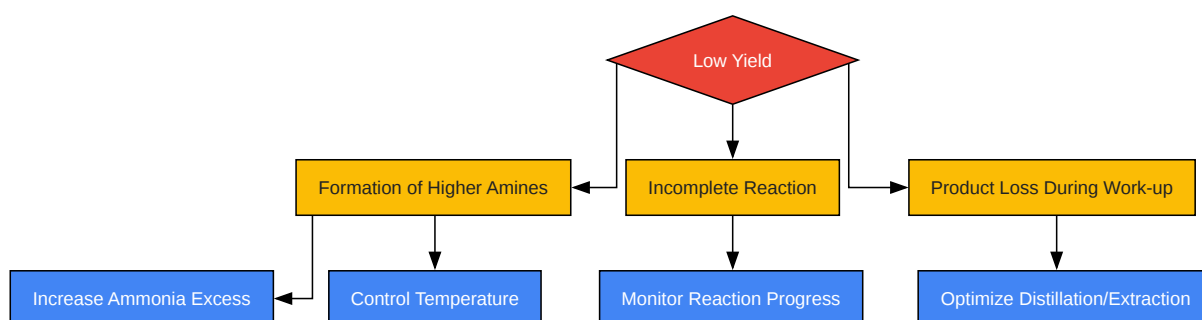 Low Yield
Formation of Higher Amines
Incomplete Reaction
Product Loss During Work-up
Increase Ammonia Excess
Control Temperature
Monitor Reaction Progress
Optimize Distillation/Extraction